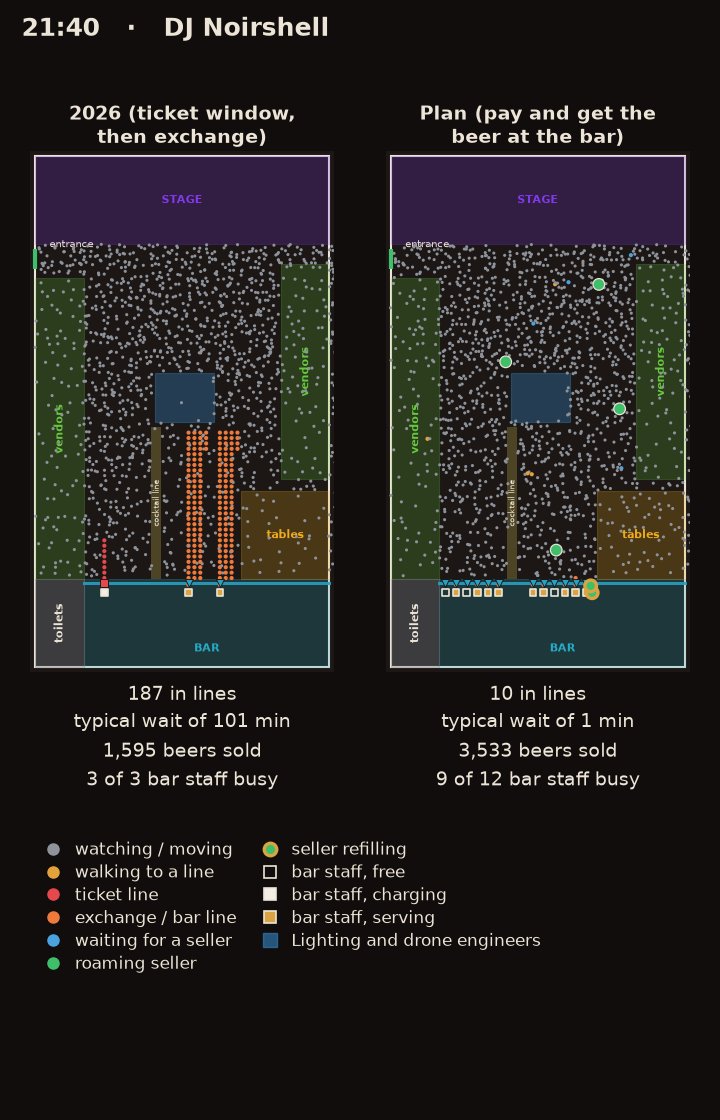 21:40 · DJ Noirshell
2026 (ticket window,
then exchange)
STAGE
entrance
vendors
vendors
cocktail line
tables
toilets
BAR
187 in lines
typical wait of 101 min
1,595 beers sold
3 of 3 bar staff busy
Plan (pay and get the
beer at the bar)
STAGE
entrance
vendors
vendors
cocktail line
tables
toilets
BAR
10 in lines
typical wait of 1 min
3,533 beers sold
9 of 12 bar staff busy
watching / moving
walking to a line
ticket line
exchange / bar line
waiting for a seller
roaming seller
seller refilling
bar staff, free
bar staff, charging
bar staff, serving
Lighting and drone engineers